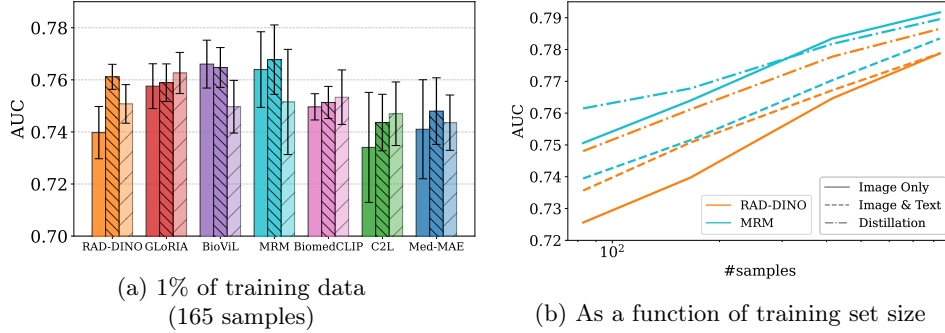 0.78
0.76
0.74
0.72
0.70
AUC
RAD-DINO GLoRIA BioViL MRM BiomedCLIP C2L Med-MAE
(a) 1% of training data
(165 samples)
0.79
0.78
0.77
0.76
0.75
0.74
0.73
0.72
AUC
RAD-DINO
MRM
Image Only
Image & Text
Distillation
10²
#samples
(b) As a function of training set size